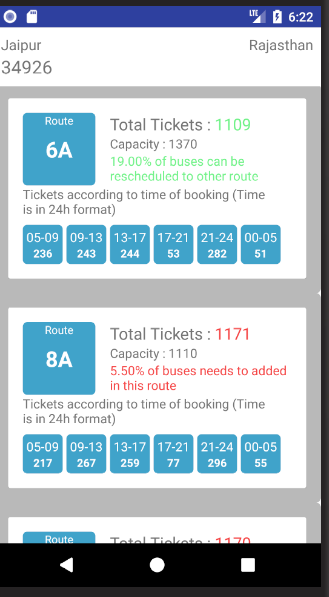 LTE 6:22
Jaipur Rajasthan
34926
Route
6A
Total Tickets : 1109
Capacity : 1370
19.00% of buses can be
rescheduled to other route
Tickets according to time of booking (Time
is in 24h format)
05-09 09-13 13-17 17-21 21-24 00-05
236 243 244 53 282 51
Route
8A
Total Tickets : 1171
Capacity : 1110
5.50% of buses needs to added
in this route
Tickets according to time of booking (Time
is in 24h format)
05-09 09-13 13-17 17-21 21-24 00-05
217 267 259 77 296 55
Route
Total Tickets :